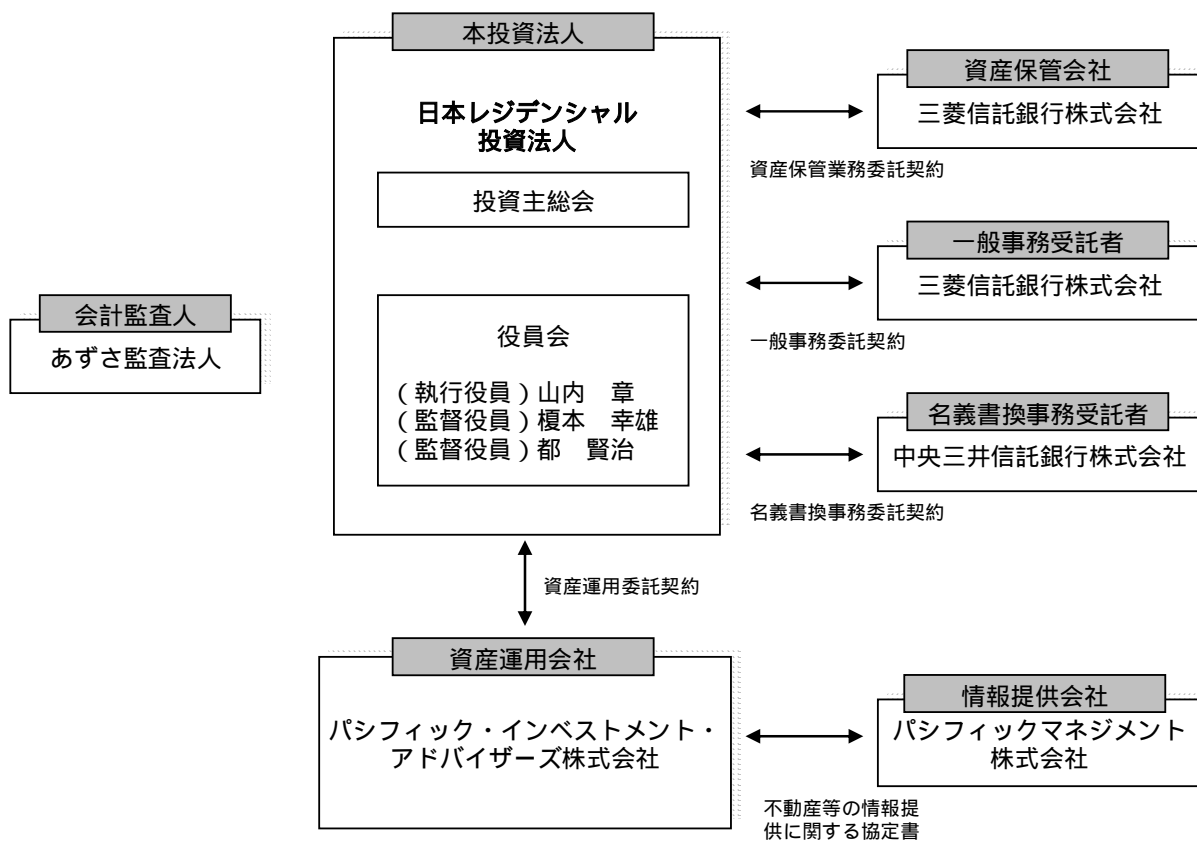 本投資法人
日本レジデンシャル
投資法人
投資主総会
役員会
(執行役員)山内　章
(監督役員)榎本　幸雄
(監督役員)都　賢治
会計監査人
あずさ監査法人
資産保管会社
三菱信託銀行株式会社
資産保管業務委託契約
一般事務受託者
三菱信託銀行株式会社
一般事務委託契約
名義書換事務受託者
中央三井信託銀行株式会社
名義書換事務委託契約
資産運用委託契約
資産運用会社
パシフィック・インベストメント・
アドバイザーズ株式会社
情報提供会社
パシフィックマネジメント
株式会社
不動産等の情報提
供に関する協定書